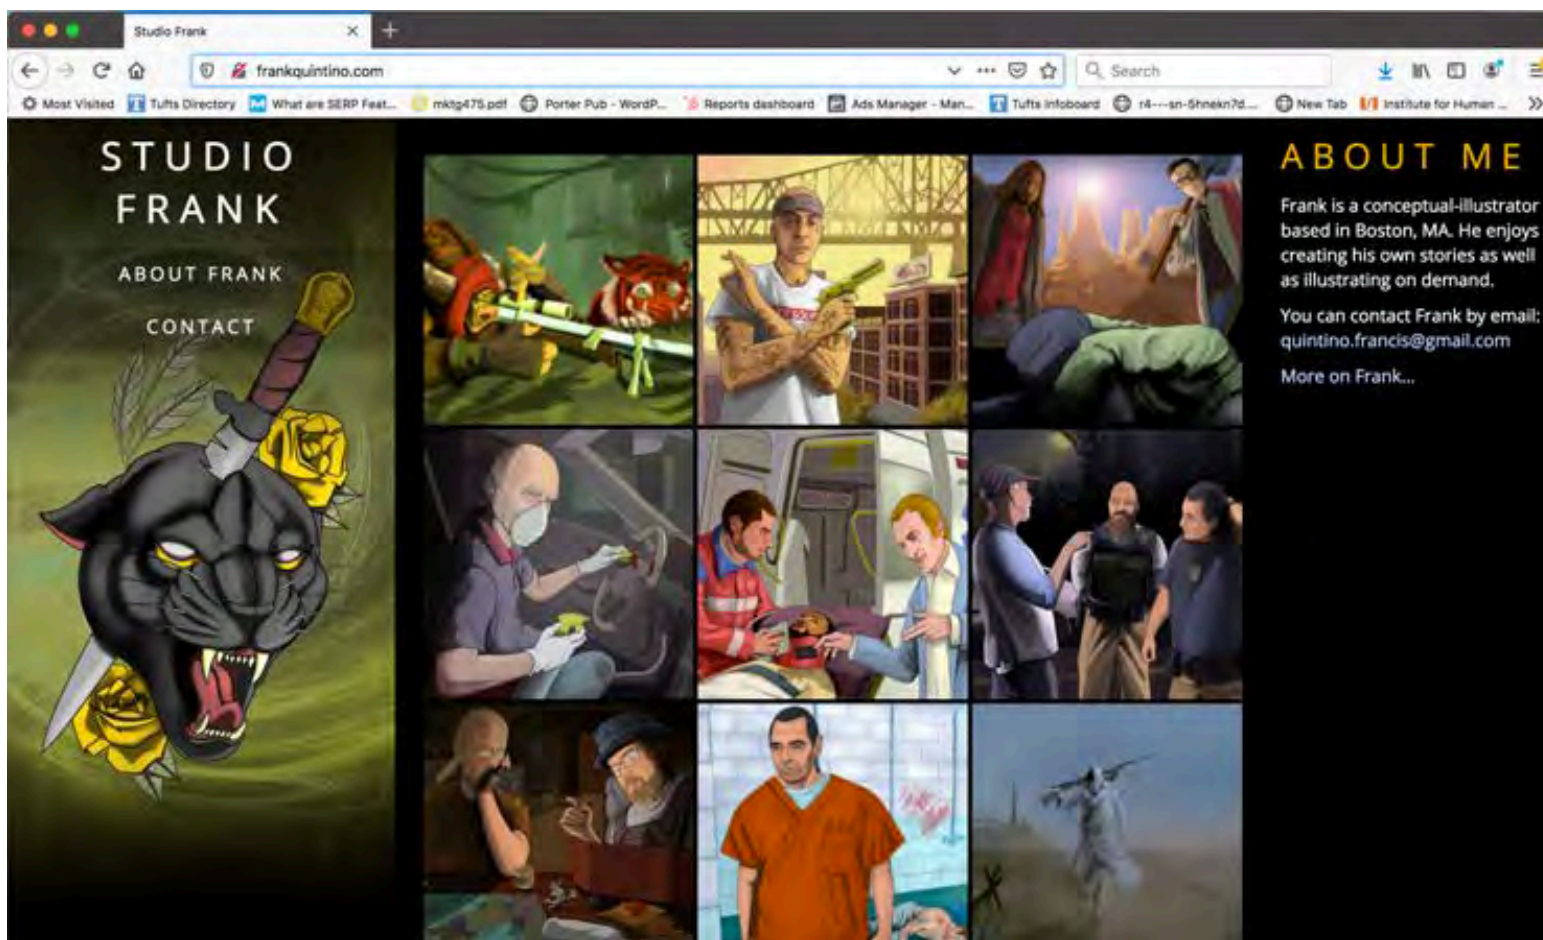 Studio Frank
frankquintino.com
Search
Most Visited
Tufts Directory
What are SERP Feat...
mktg475.pdf
Porter Pub - WordP...
Reports dashboard
Ads Manager - Man...
Tufts Infoboard
New Tab
Institute for Human ...
STUDIO
FRANK
ABOUT FRANK
CONTACT
ABOUT ME
Frank is a conceptual-illustrator
based in Boston, MA. He enjoys
creating his own stories as well
as illustrating on demand.
You can contact Frank by email:
quintino.francis@gmail.com
More on Frank...